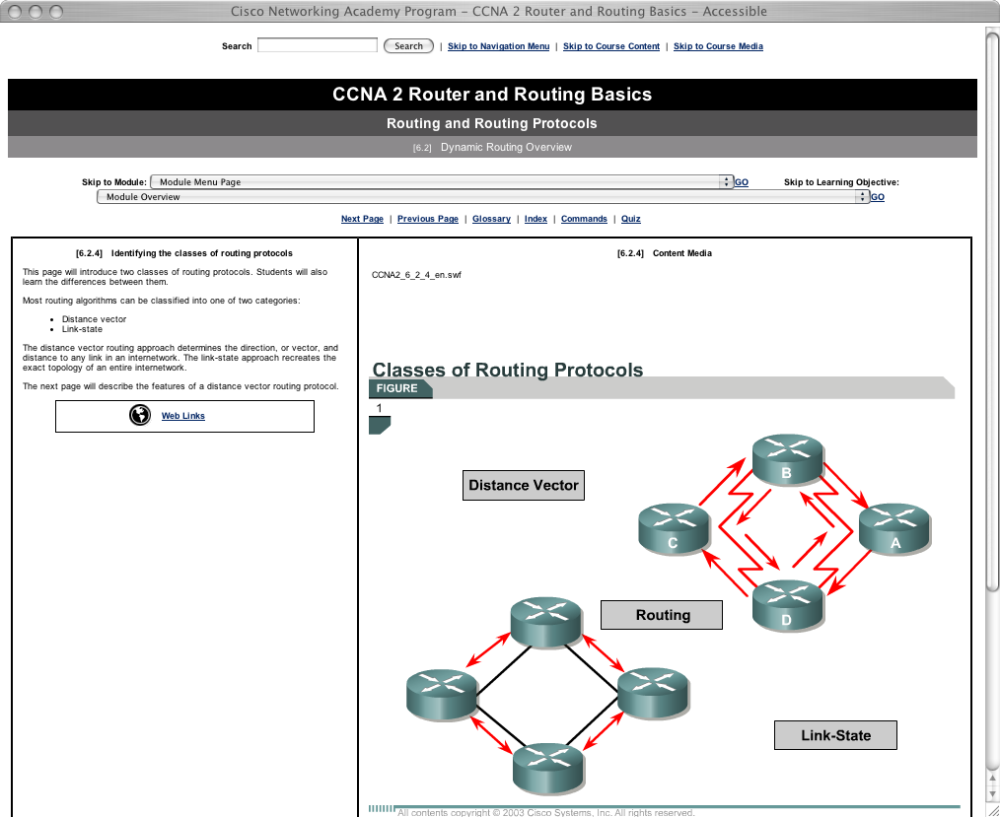 Cisco Networking Academy Program - CCNA 2 Router and Routing Basics - Accessible
Search Search | Skip to Navigation Menu | Skip to Course Content | Skip to Course Media
CCNA 2 Router and Routing Basics
Routing and Routing Protocols
[6.2] Dynamic Routing Overview
Skip to Module: Module Menu Page GO Skip to Learning Objective:
Module Overview GO
Next Page | Previous Page | Glossary | Index | Commands | Quiz
[6.2.4] Identifying the classes of routing protocols
This page will introduce two classes of routing protocols. Students will also
learn the differences between them.
Most routing algorithms can be classified into one of two categories:
• Distance vector
• Link-state
The distance vector routing approach determines the direction, or vector, and
distance to any link in an internetwork. The link-state approach recreates the
exact topology of an entire internetwork.
The next page will describe the features of a distance vector routing protocol.
Web Links
[6.2.4] Content Media
CCNA2_6_2_4_en.swf
Classes of Routing Protocols
FIGURE
1
B
Distance Vector
C
A
D
Routing
Link-State
All contents copyright © 2003 Cisco Systems, Inc. All rights reserved.